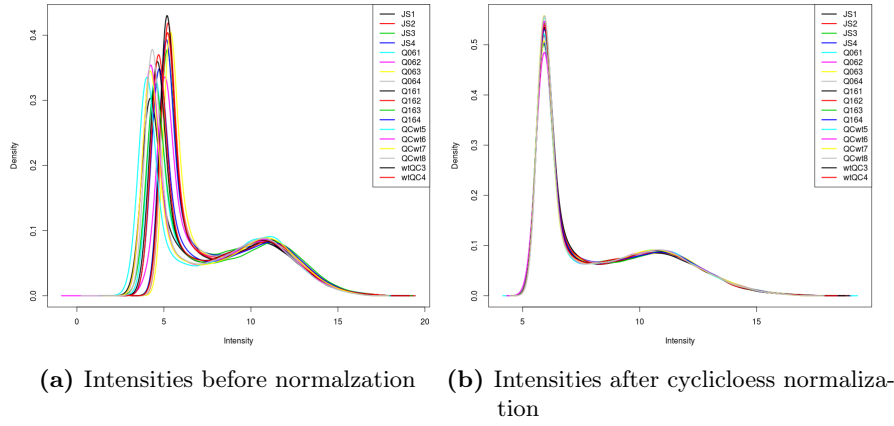 JS1
JS2
JS3
JS4
Q061
Q062
Q063
Q064
Q161
Q162
Q163
Q164
QCwt5
QCwt6
QCwt7
QCwt8
wtQC3
wtQC4
Density
0.4
0.3
0.2
0.1
0.0
0 5 10 15 20
Intensity
JS1
JS2
JS3
JS4
Q061
Q062
Q063
Q064
Q161
Q162
Q163
Q164
QCwt5
QCwt6
QCwt7
QCwt8
wtQC3
wtQC4
Density
0.5
0.4
0.3
0.2
0.1
0.0
5 10 15
Intensity
(a) Intensities before normalzation
(b) Intensities after cyclicloess normaliza-
tion